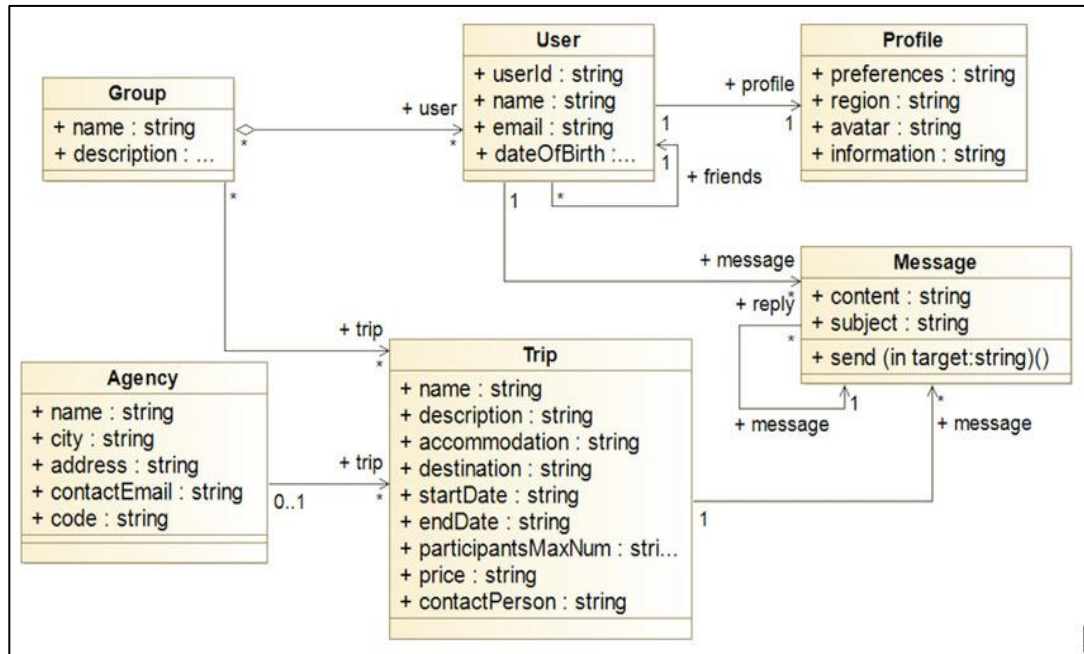 Group
+ name : string
+ description : ...
*
+ user
*
User
+ userId : string
+ name : string
+ email : string
+ dateOfBirth :...
1
+ profile
1
Profile
+ preferences : string
+ region : string
+ avatar : string
+ information : string
1
*
+ friends
*
1
+ message
*
Message
+ content : string
+ subject : string
+ send (in target:string)()
+ reply
*
1
+ message
*
+ message
+ trip
*
Agency
+ name : string
+ city : string
+ address : string
+ contactEmail : string
+ code : string
0..1
+ trip
*
Trip
+ name : string
+ description : string
+ accommodation : string
+ destination : string
+ startDate : string
+ endDate : string
+ participantsMaxNum : stri...
+ price : string
+ contactPerson : string
1